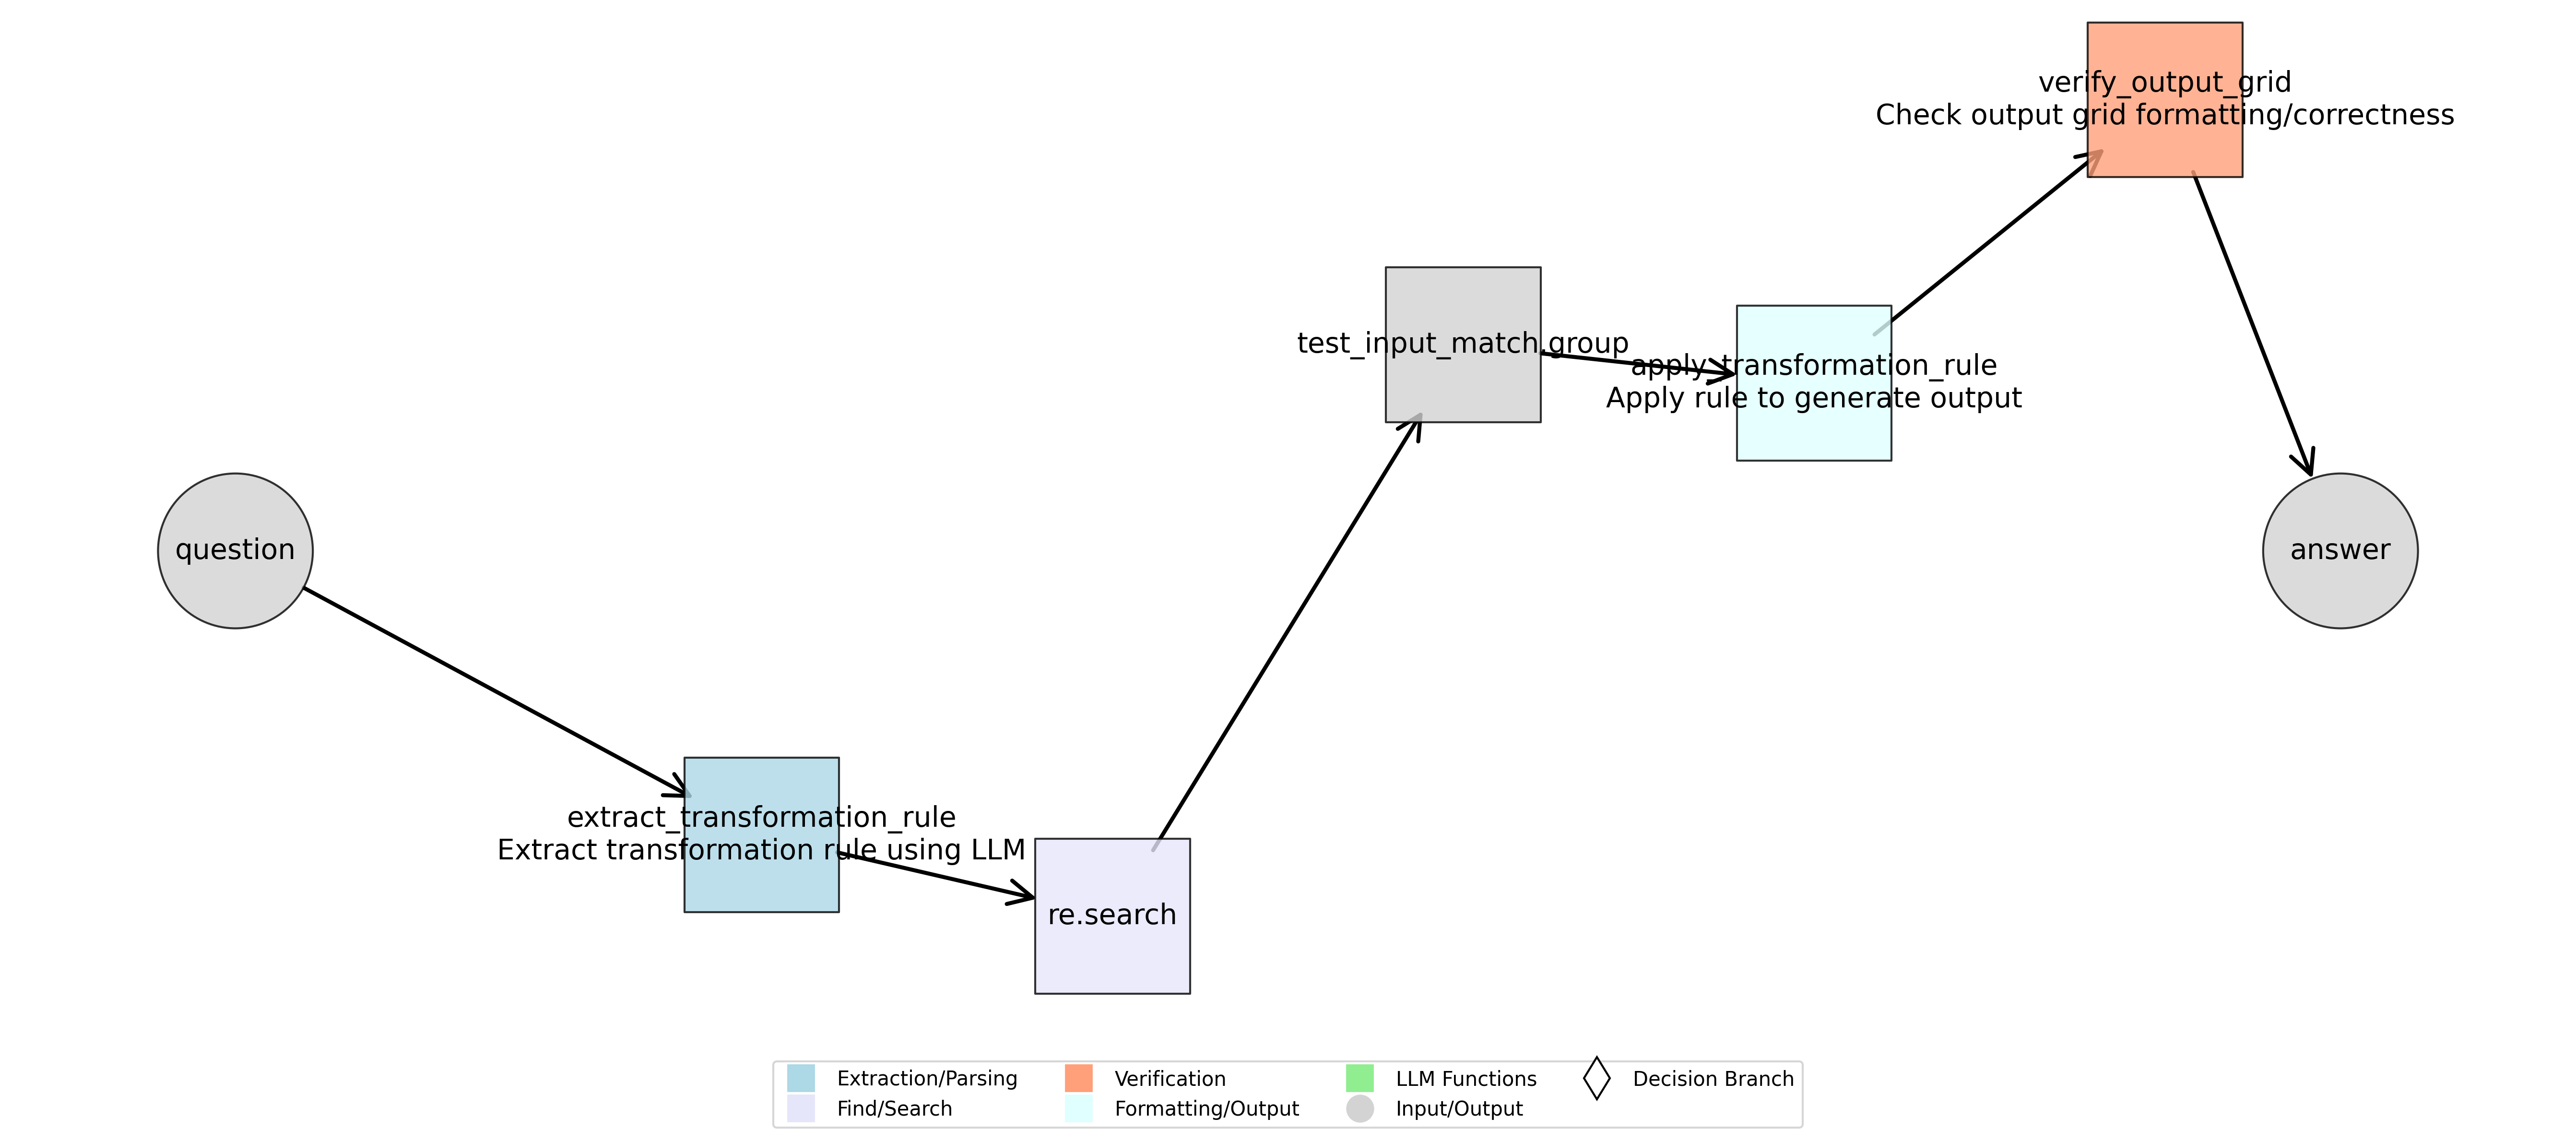 verify_output_grid
Check output grid formatting/correctness
test_input_match.group
apply_transformation_rule
Apply rule to generate output
question
answer
extract_transformation_rule
Extract transformation rule using LLM
re.search
Extraction/Parsing
Find/Search
Verification
Formatting/Output
LLM Functions
Input/Output
Decision Branch